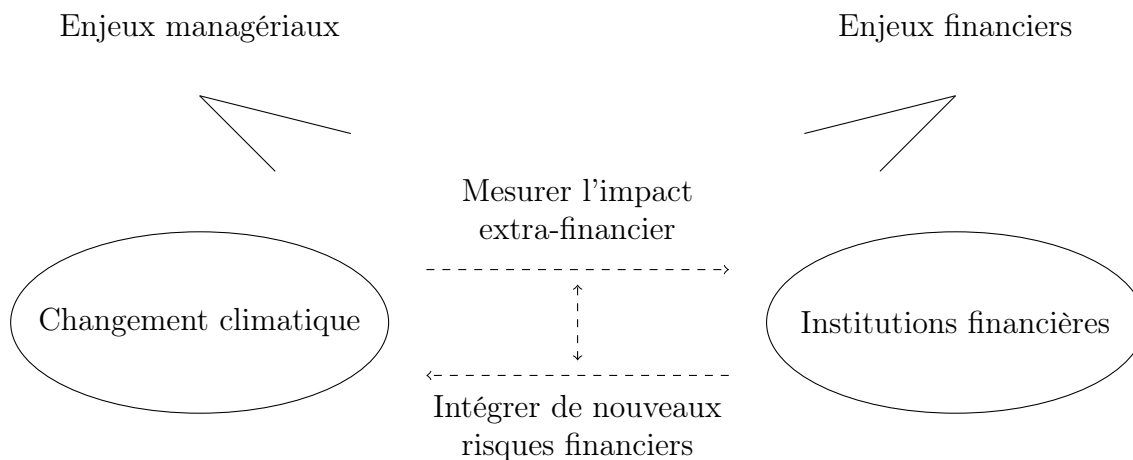 Enjeux managériaux
Enjeux financiers
Mesurer l'impact
extra-financier
Changement climatique
Institutions financières
Intégrer de nouveaux
risques financiers